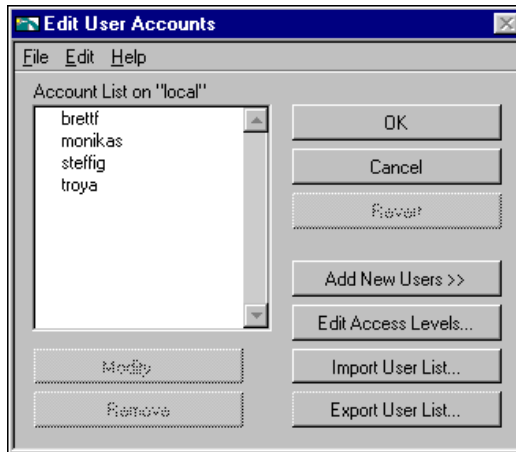 Edit User Accounts
File Edit Help
Account List on "local"
brettf
monikas
steffig
troya
OK
Cancel
Revert
Add New Users >>
Edit Access Levels...
Import User List...
Export User List...
Modify
Remove